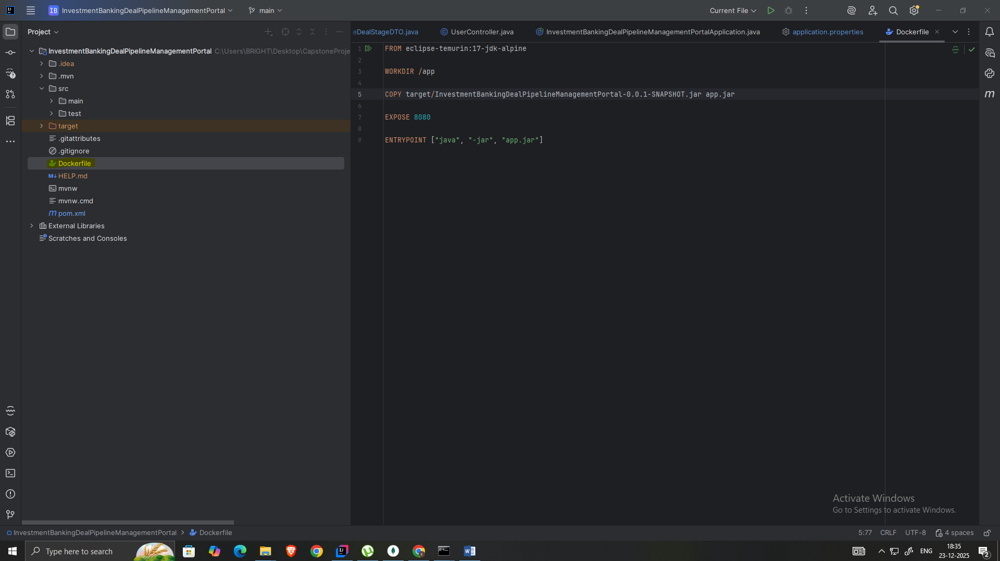 IB InvestmentBankingDealPipelineManagementPortal main Current File
Project
eDealStageDTO.java UserController.java InvestmentBankingDealPipelineManagementPortalApplication.java application.properties Dockerfile
InvestmentBankingDealPipelineManagementPortal C:\Users\BRIGHT\Desktop\CapstoneProje
.idea
.mvn
src
main
test
target
.gitattributes
.gitignore
Dockerfile
HELP.md
mvnw
mvnw.cmd
pom.xml
External Libraries
Scratches and Consoles
1 FROM eclipse-temurin:17-jdk-alpine
2
3 WORKDIR /app
4
5 COPY target/InvestmentBankingDealPipelineManagementPortal-0.0.1-SNAPSHOT.jar app.jar
6
7 EXPOSE 8080
8
9 ENTRYPOINT ["java", "-jar", "app.jar"]
Activate Windows
Go to Settings to activate Windows.
InvestmentBankingDealPipelineManagementPortal Dockerfile 5:77 CRLF UTF-8 4 spaces
Type here to search ENG 18:35
23-12-2025 2